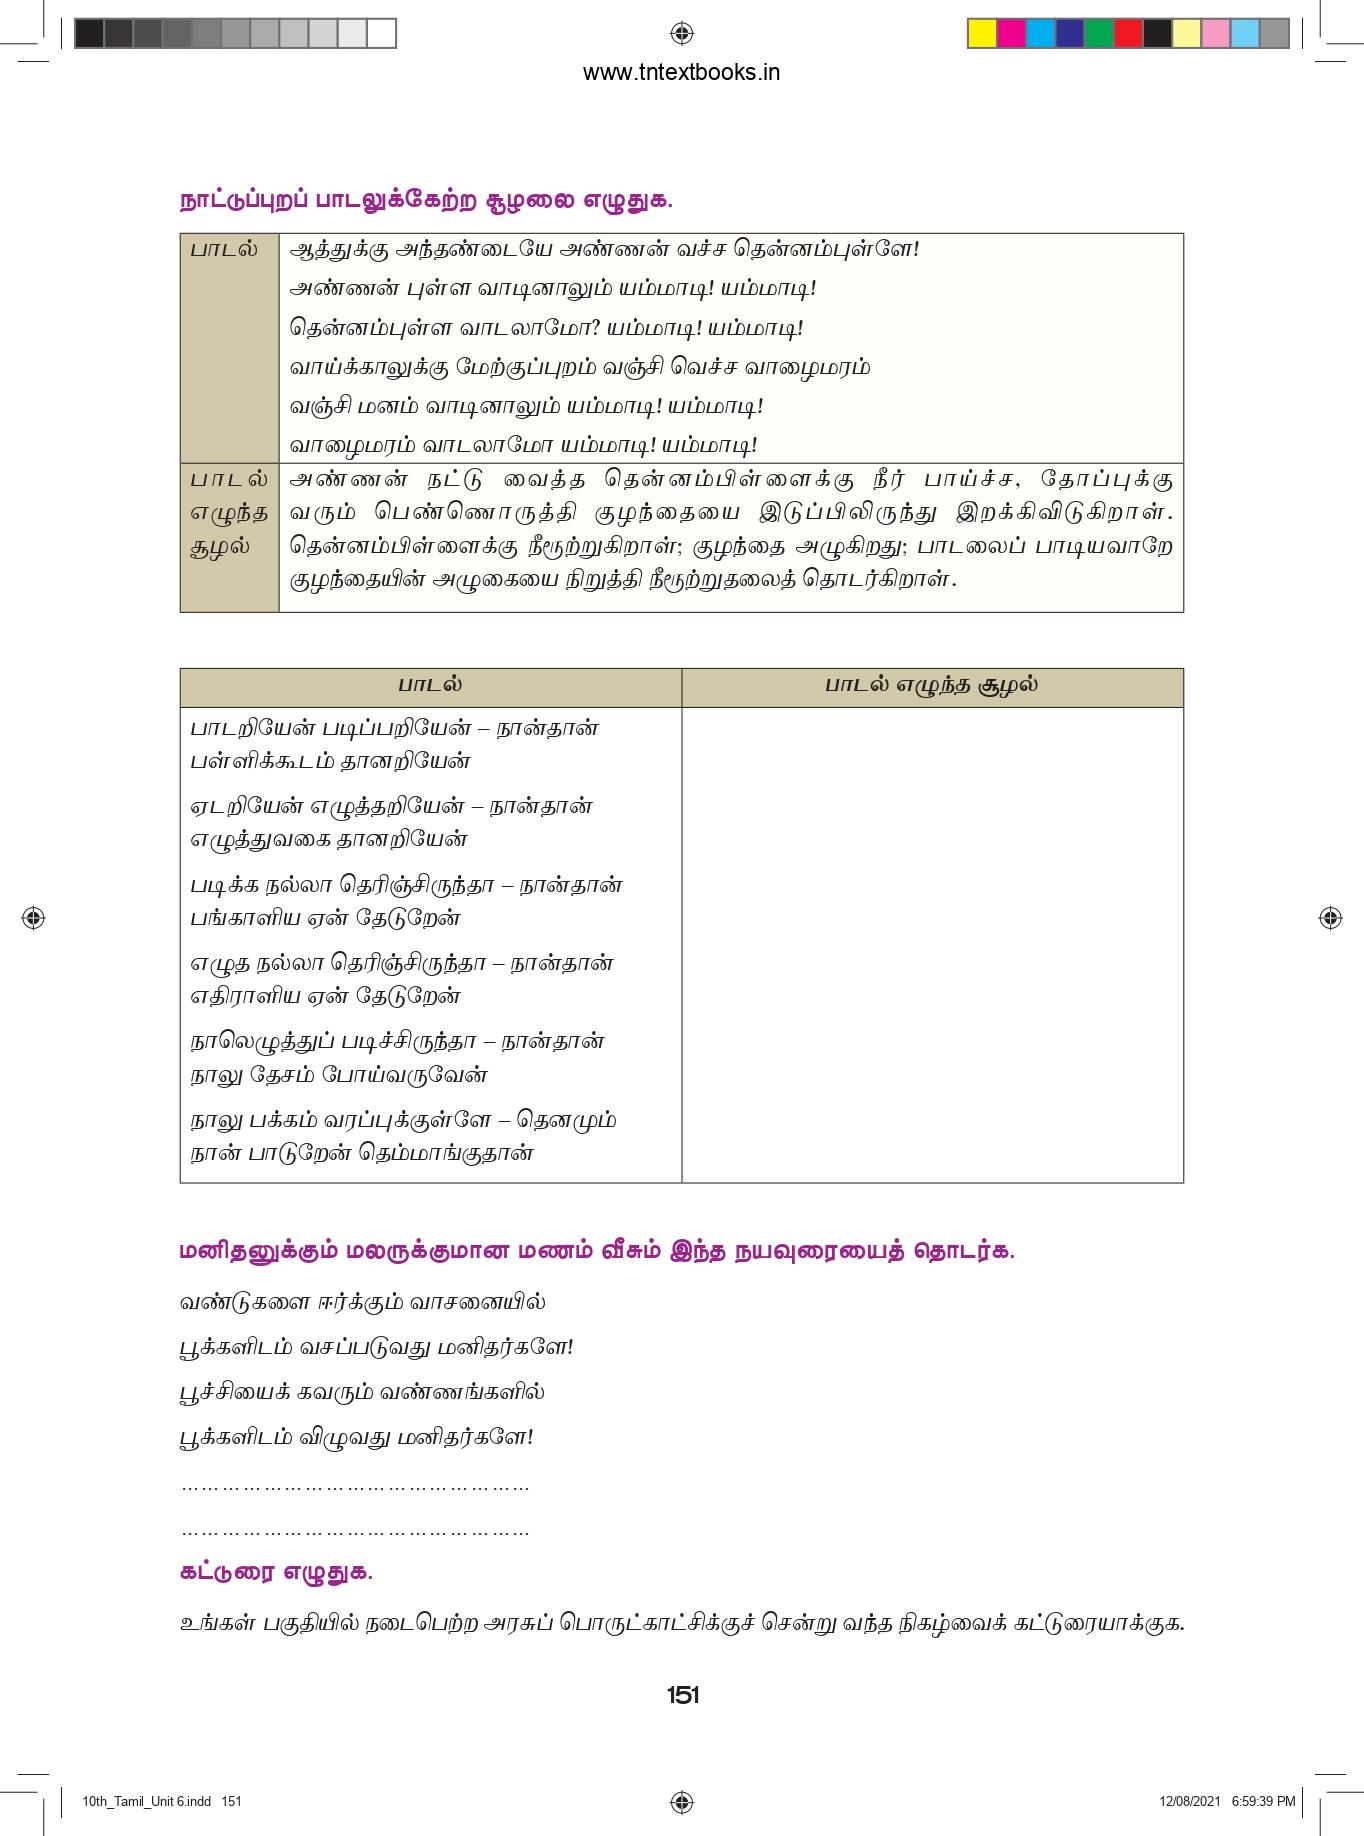 www.tntextbooks.in
நாட்டுப்புறப் பாடலுக்கேற்ற சூழலை எழுதுக.
பாடல்
ஆத்துக்கு அந்தண்டையே அண்ணன் வச்ச தென்னம்புள்ளே!
அண்ணன் புள்ள வாடினாலும் யம்மாடி! யம்மாடி!
தென்னம்புள்ள வாடலாமோ? யம்மாடி! யம்மாடி!
வாய்க்காலுக்கு மேற்குப்புறம் வஞ்சி வெச்ச வாழைமரம்
வஞ்சி மனம் வாடினாலும் யம்மாடி! யம்மாடி!
வாழைமரம் வாடலாமோ யம்மாடி! யம்மாடி!
பாடல்
எழுந்த
சூழல்
அண்ணன் நட்டு வைத்த தென்னம்பிள்ளைக்கு நீர் பாய்ச்ச, தோப்புக்கு
வரும் பெண்ணொருத்தி குழந்தையை இடுப்பிலிருந்து இறக்கிவிடுகிறாள்.
தென்னம்பிள்ளைக்கு நீரூற்றுகிறாள்; குழந்தை அழுகிறது; பாடலைப் பாடியவாறே
குழந்தையின் அழுகையை நிறுத்தி நீரூற்றுதலைத் தொடர்கிறாள்.
பாடல்
பாடல் எழுந்த சூழல்
பாடறியேன் படிப்பறியேன் – நான்தான்
பள்ளிக்கூடம் தானறியேன்
ஏடறியேன் எழுத்தறியேன் – நான்தான்
எழுத்துவகை தானறியேன்
படிக்க நல்லா தெரிஞ்சிருந்தா – நான்தான்
பங்காளிய ஏன் தேடுறேன்
எழுத நல்லா தெரிஞ்சிருந்தா – நான்தான்
எதிராளிய ஏன் தேடுறேன்
நாலெழுத்துப் படிச்சிருந்தா – நான்தான்
நாலு தேசம் போய்வருவேன்
நாலு பக்கம் வரப்புக்குள்ளே – தெனமும்
நான் பாடுறேன் தெம்மாங்குதான்
மனிதனுக்கும் மலருக்குமான மணம் வீசும் இந்த நயவுரையைத் தொடர்க.
வண்டுகளை ஈர்க்கும் வாசனையில்
பூக்களிடம் வசப்படுவது மனிதர்களே!
பூச்சியைக் கவரும் வண்ணங்களில்
பூக்களிடம் விழுவது மனிதர்களே!
………………………………………………
………………………………………………
கட்டுரை எழுதுக.
உங்கள் பகுதியில் நடைபெற்ற அரசுப் பொருட்காட்சிக்குச் சென்று வந்த நிகழ்வைக் கட்டுரையாக்குக.
151
10th_Tamil_Unit 6.indd 151
12/08/2021 6:59:39 PM